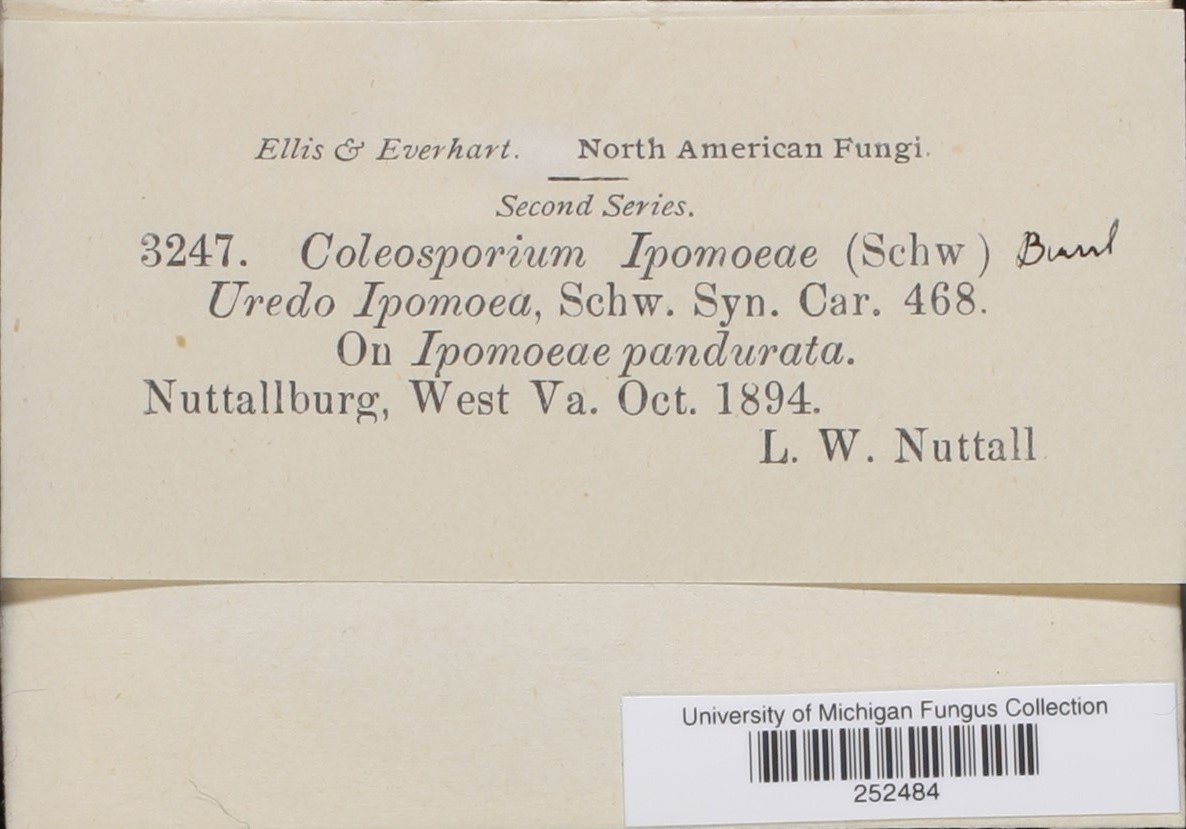 Ellis & Everhart. North American Fungi.
Second Series.
3247. Coleosporium Ipomoeae (Schw) Burril
Uredo Ipomoea, Schw. Syn. Car. 468.
On Ipomoeae pandurata.
Nuttallburg, West Va. Oct. 1894.
L. W. Nuttall
University of Michigan Fungus Collection
252484